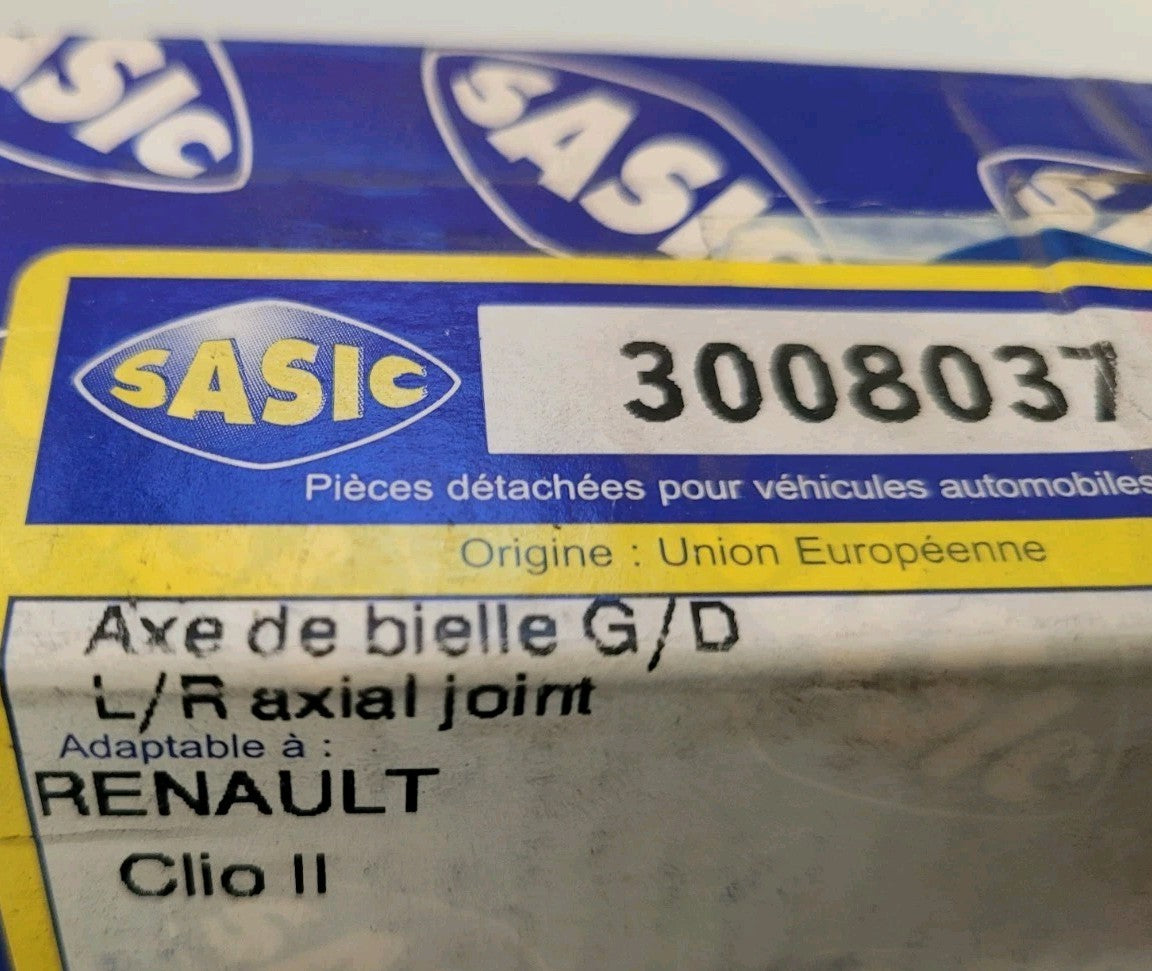 SASIC
SASIC
SASIC 3008037
Pièces détachées pour véhicules automobiles
Origine : Union Européenne
Axe de bielle G/D
L/R axial joint
Adaptable à :
RENAULT
Clio II